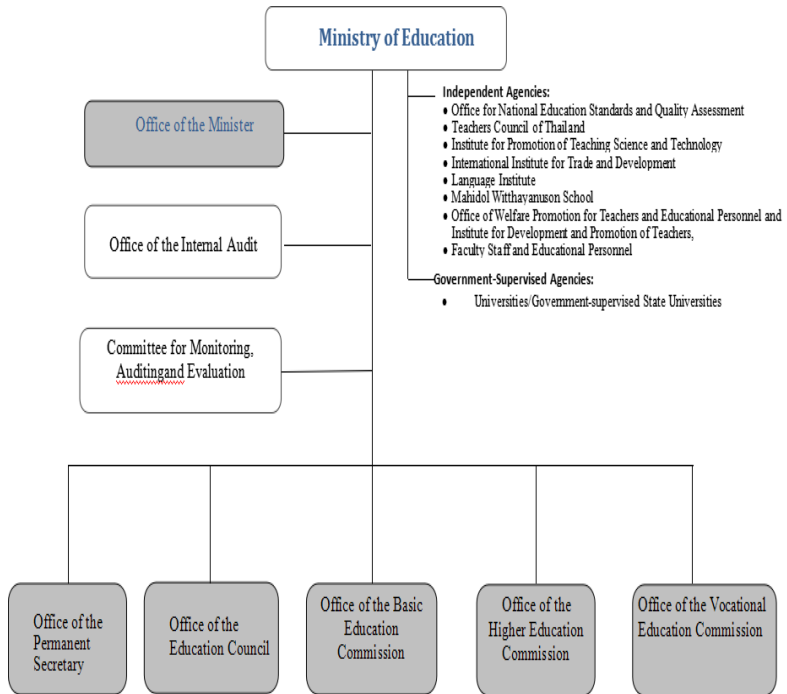 Ministry of Education
Office of the Minister
Office of the Internal Audit
Committee for Monitoring,
Auditingand Evaluation
Independent Agencies:
● Office for National Education Standards and Quality Assessment
● Teachers Council of Thailand
● Institute for Promotion of Teaching Science and Technology
● International Institute for Trade and Development
● Language Institute
● Mahidol Witthayanuson School
● Office of Welfare Promotion for Teachers and Educational Personnel and
Institute for Development and Promotion of Teachers,
● Faculty Staff and Educational Personnel
Government-Supervised Agencies:
● Universities/Government-supervised State Universities
Office of the
Permanent
Secretary
Office of the
Education Council
Office of the Basic
Education
Commission
Office of the
Higher Education
Commission
Office of the Vocational
Education Commission